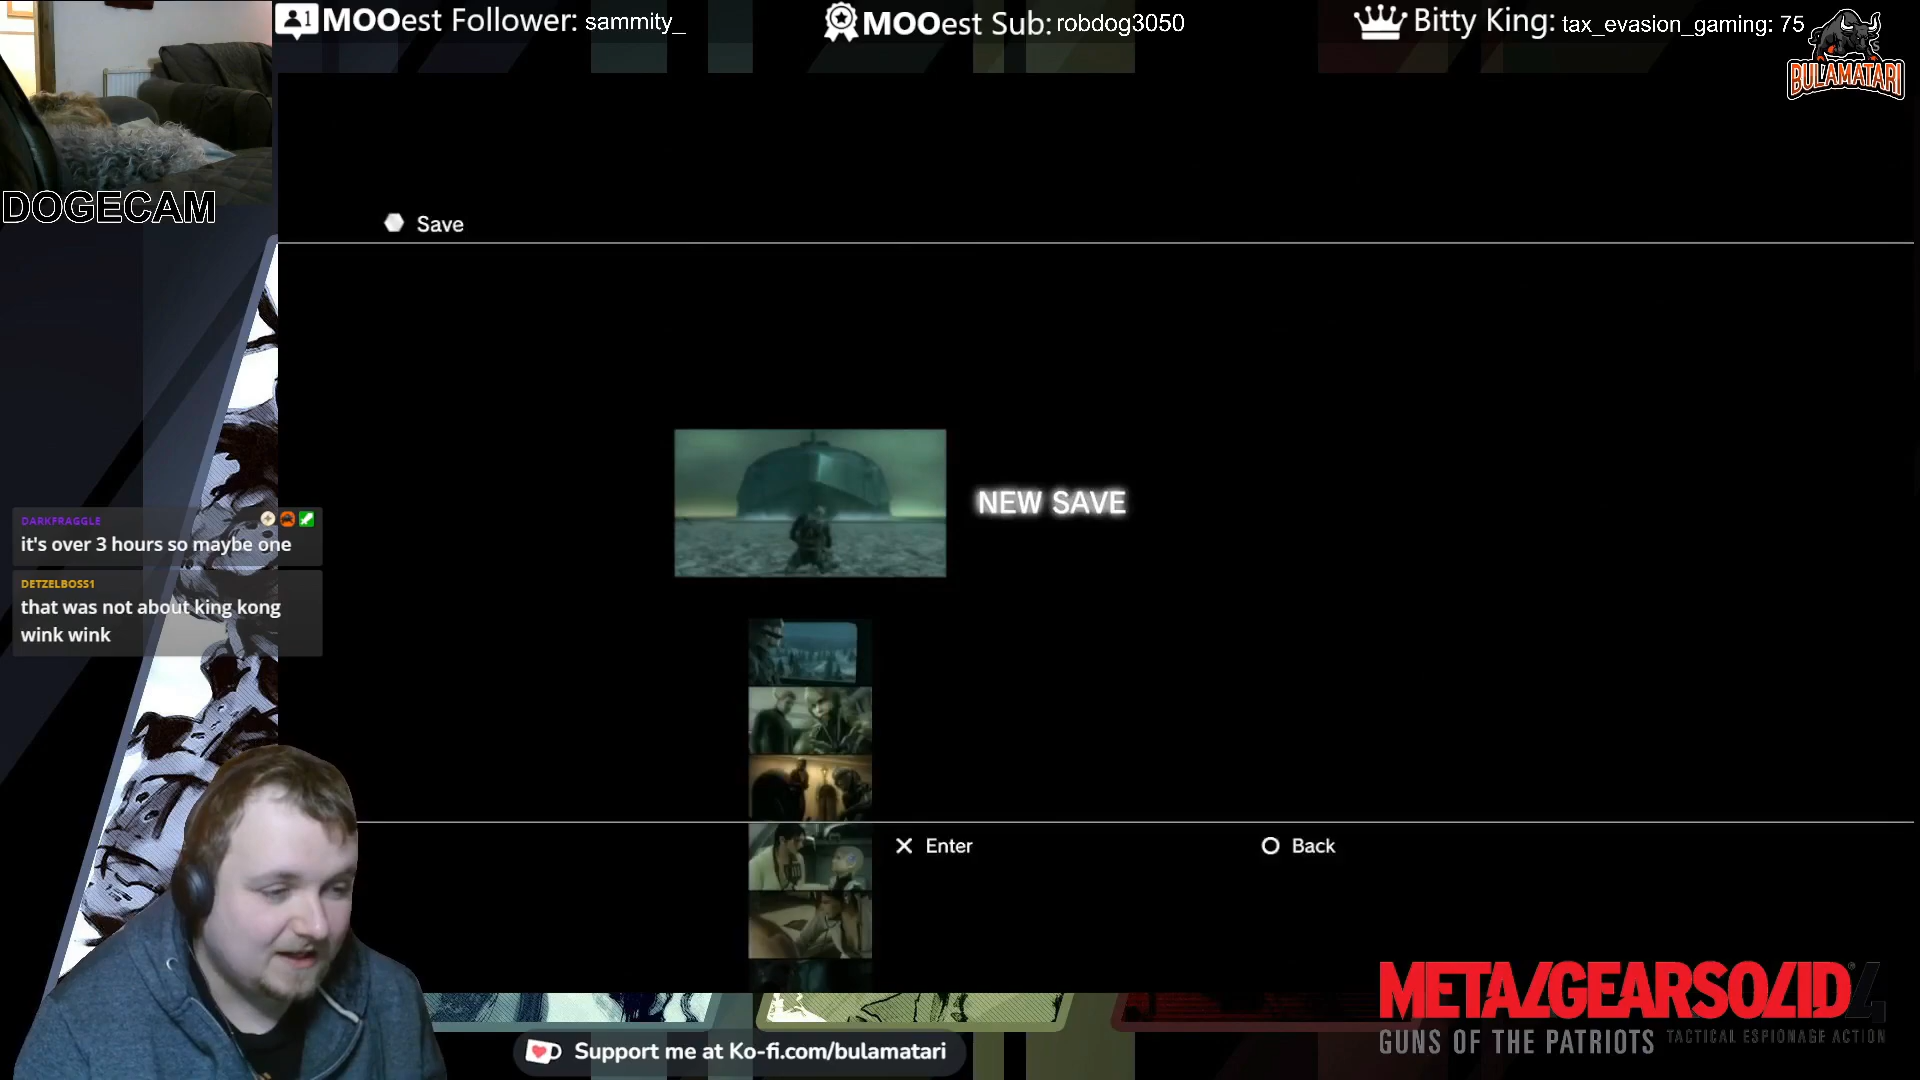 MOOest Follower: sammity_
MOOest Sub: robdog3050
Bitty King: tax_evasion_gaming: 75
BULAMATARI
DOGECAM
Save
NEW SAVE
DARKFRAGGLE
it's over 3 hours so maybe one
DETZELBOSS1
that was not about king kong
wink wink
Enter
Back
METAL GEAR SOLID 4
GUNS OF THE PATRIOTS TACTICAL ESPIONAGE ACTION
Support me at Ko-fi.com/bulamatari